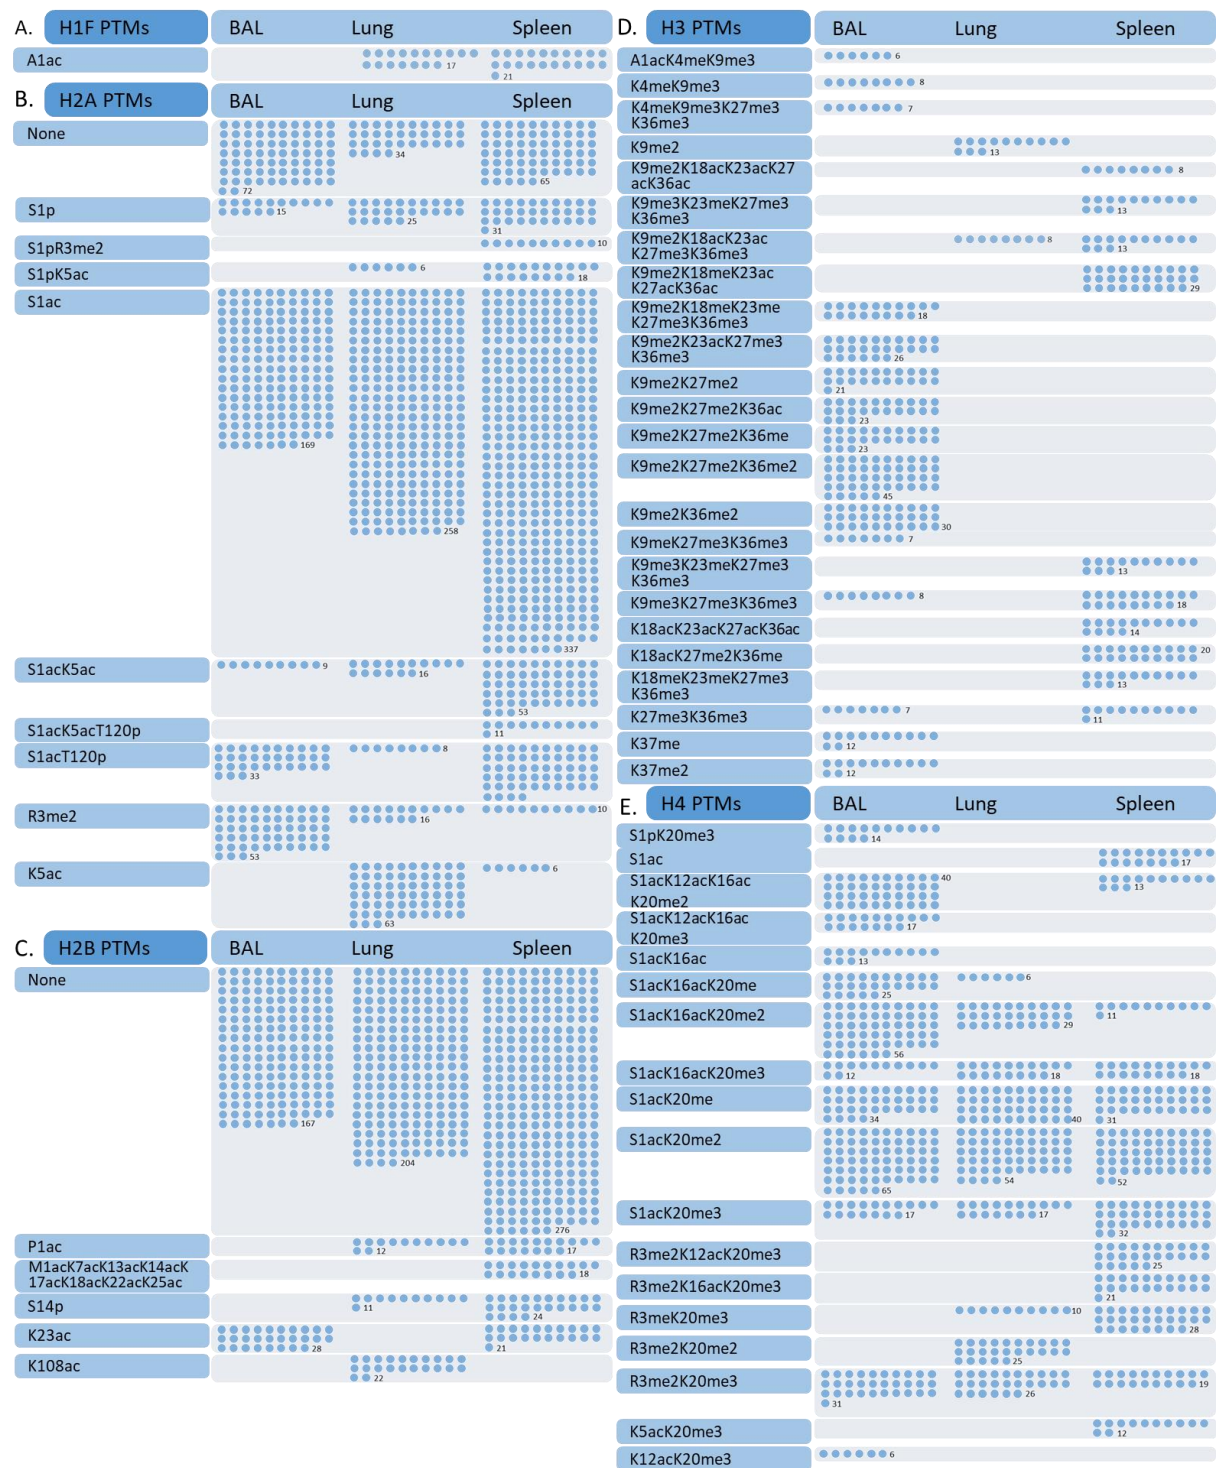 A. H1F PTMs BAL Lung Spleen
A1ac 17 21
B. H2A PTMs BAL Lung Spleen
None 72 34 65
S1p 15 25 31
S1pR3me2 10
S1pK5ac 6 18
S1ac 169 258 337
S1acK5ac 9 16 53
S1acK5acT120p 11
S1acT120p 33 8
R3me2 53 16 10
K5ac 63 6
C. H2B PTMs BAL Lung Spleen
None 167 204 276
P1ac 12 17
M1acK7acK13acK14acK
17acK18acK22acK25ac 18
S14p 11 24
K23ac 28 21
K108ac 22
D. H3 PTMs BAL Lung Spleen
A1acK4meK9me3 6
K4meK9me3 8
K4meK9me3K27me3 7
K36me3
K9me2 13
K9me2K18acK23acK27 8
acK36ac
K9me3K23meK27me3
K36me3 13
K9me2K18acK23ac 8
K27me3K36me3 13
K9me2K18meK23ac
K27acK36ac 29
K9me2K18meK23me
K27me3K36me3 18
K9me2K23acK27me3
K36me3 26
K9me2K27me2 21
K9me2K27me2K36ac 23
K9me2K27me2K36me 23
K9me2K27me2K36me2 45
K9me2K36me2 30
K9meK27me3K36me3 7
K9me3K23meK27me3
K36me3 13
K9me3K27me3K36me3 8 18
K18acK23acK27acK36ac 14
K18acK27me2K36me 20
K18meK23meK27me3
K36me3 13
K27me3K36me3 7 11
K37me 12
K37me2 12
E. H4 PTMs BAL Lung Spleen
S1pK20me3 14
S1ac 17
S1acK12acK16ac 40
K20me2 13
S1acK12acK16ac
K20me3 17
S1acK16ac 13
S1acK16acK20me 25 6
S1acK16acK20me2 56 29 11
S1acK16acK20me3 12 18 18
S1acK20me 34 40 31
S1acK20me2 65 54 52
S1acK20me3 17 17 32
R3me2K12acK20me3 25
R3me2K16acK20me3 21
R3meK20me3 10 28
R3me2K20me2 25
R3me2K20me3 31 26 19
K5acK20me3 12
K12acK20me3 6